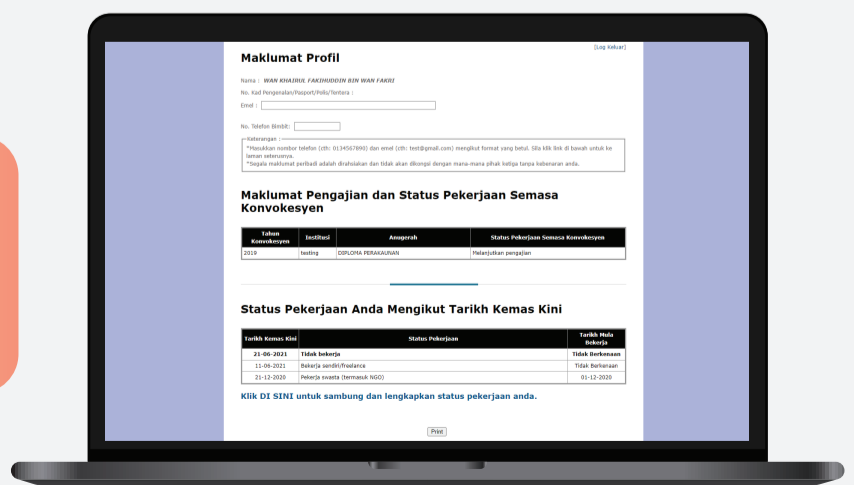 [Log Keluar]
Maklumat Profil
Nama : WAN KHAIRUL FAKIHUDDIN BIN WAN FAKRI
No. Kad Pengenalan/Pasport/Polis/Tentera :
Emel :
No. Telefon Bimbit:
Keterangan :
*Masukkan nombor telefon (cth: 0134567890) dan emel (cth: test@gmail.com) mengikut format yang betul. Sila klik link di bawah untuk ke
laman seterusnya.
*Segala maklumat peribadi adalah dirahsiakan dan tidak akan dikongsi dengan mana-mana pihak ketiga tanpa kebenaran anda.
Maklumat Pengajian dan Status Pekerjaan Semasa
Konvokesyen
Tahun Konvokesyen Institusi Anugerah Status Pekerjaan Semasa Konvokesyen
2019 testing DIPLOMA PERAKAUNAN Melanjutkan pengajian
Status Pekerjaan Anda Mengikut Tarikh Kemas Kini
Tarikh Kemas Kini Status Pekerjaan Tarikh Mula Bekerja
21-06-2021 Tidak bekerja Tidak Berkenaan
11-06-2021 Bekerja sendiri/freelance Tidak Berkenaan
21-12-2020 Pekerja swasta (termasuk NGO) 01-12-2020
Klik DI SINI untuk sambung dan lengkapkan status pekerjaan anda.
Print